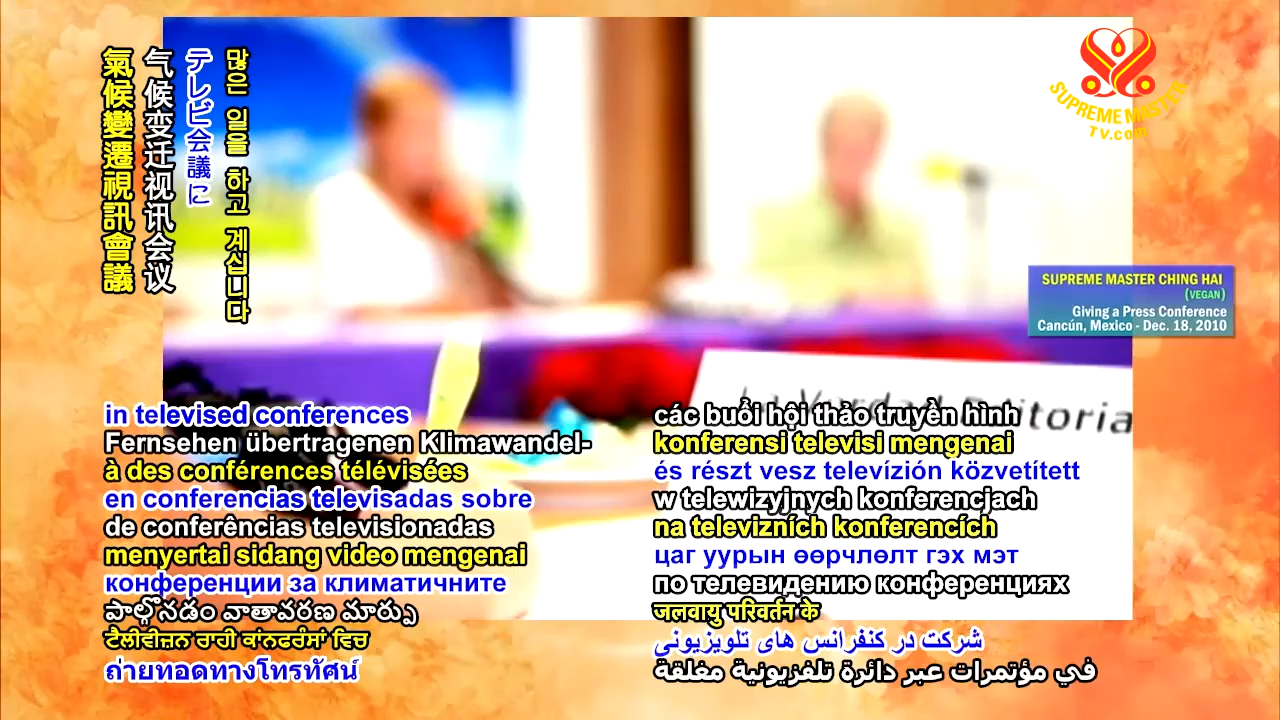 氣候變遷視訊會議
气候变迁视讯会议
テレビ会議に
많은 일을 하고 계십니다
SUPREME MASTER
TV.com
SUPREME MASTER CHING HAI
(VEGAN)
Giving a Press Conference
Cancún, Mexico - Dec. 18, 2010
La Verdad Editoria
in televised conferences
Fernsehen übertragenen Klimawandel-
à des conférences télévisées
en conferencias televisadas sobre
de conferências televisionadas
menyertai sidang video mengenai
конференции за климатичните
పాల్గొనడం వాతావరణ మార్పు
ਟੈਲੀਵੀਜ਼ਨ ਰਾਹੀ ਕਾਂਨਫਰੰਸਾਂ ਵਿਚ
ถ่ายทอดทางโทรทัศน์
các buổi hội thảo truyền hình
konferensi televisi mengenai
és részt vesz televízión közvetített
w telewizyjnych konferencjach
na televizních konferencích
цаг уурын өөрчлөлт гэх мэт
по телевидению конференциях
जलवायु परिवर्तन के
شرکت در کنفرانس های تلویزیونی
في مؤتمرات عبر دائرة تلفزيونية مغلقة